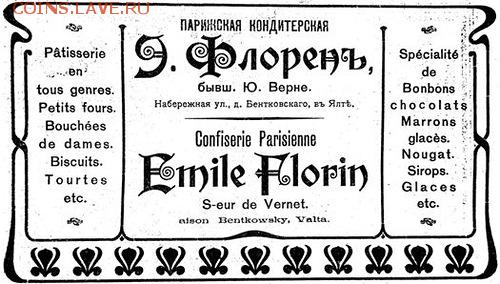 COINS.LAVE.RU
ПАРИЖСКАЯ КОНДИТЕРСКАЯ
Э. Флоренъ,
бывш. Ю. Верне.
Набережная ул., д. Бентковскаго, въ Ялтѣ.
Confiserie Parisienne
Emile Florin
S-eur de Vernet.
aison Bentkowsky, Valta.
Pâtisserie
en
tous genres.
Petits fours.
Bouchées
de dames.
Biscuits.
Tourtes
etc.
Spécialité
de
Bonbons
chocolats
Marrons
glacès.
Nougat.
Sirops.
Glaces
etc.